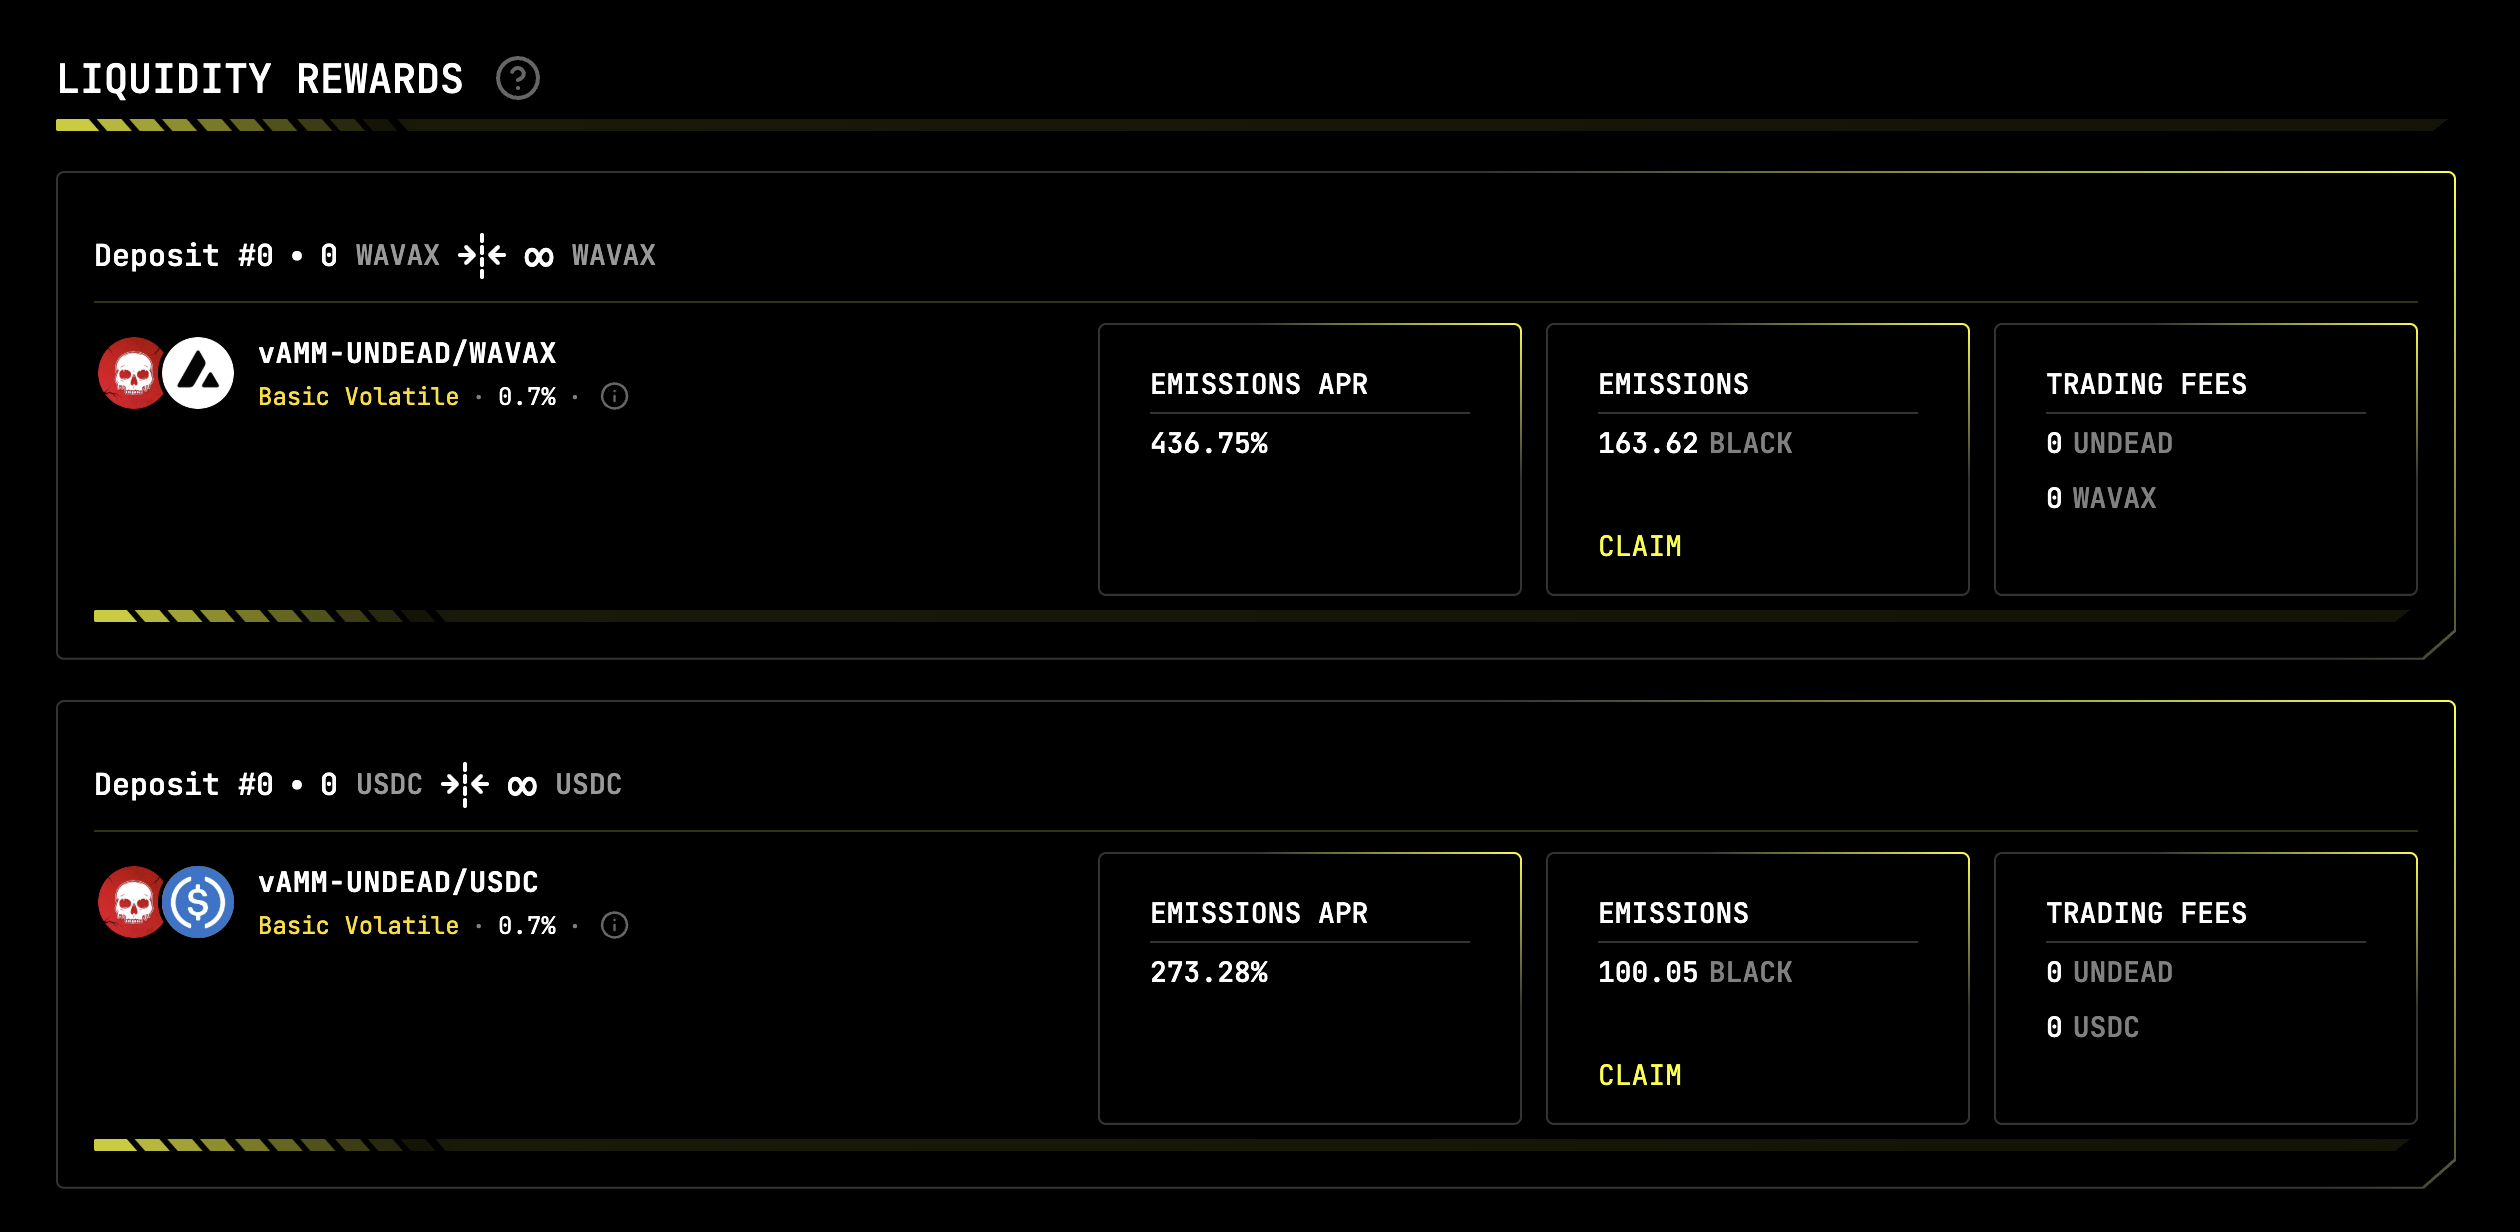 LIQUIDITY REWARDS
Deposit #0 • 0 WAVAX ∞ WAVAX
vAMM-UNDEAD/WAVAX
Basic Volatile · 0.7% ·
EMISSIONS APR
436.75%
EMISSIONS
163.62 BLACK
CLAIM
TRADING FEES
0 UNDEAD
0 WAVAX
Deposit #0 • 0 USDC ∞ USDC
vAMM-UNDEAD/USDC
Basic Volatile · 0.7% ·
EMISSIONS APR
273.28%
EMISSIONS
100.05 BLACK
CLAIM
TRADING FEES
0 UNDEAD
0 USDC